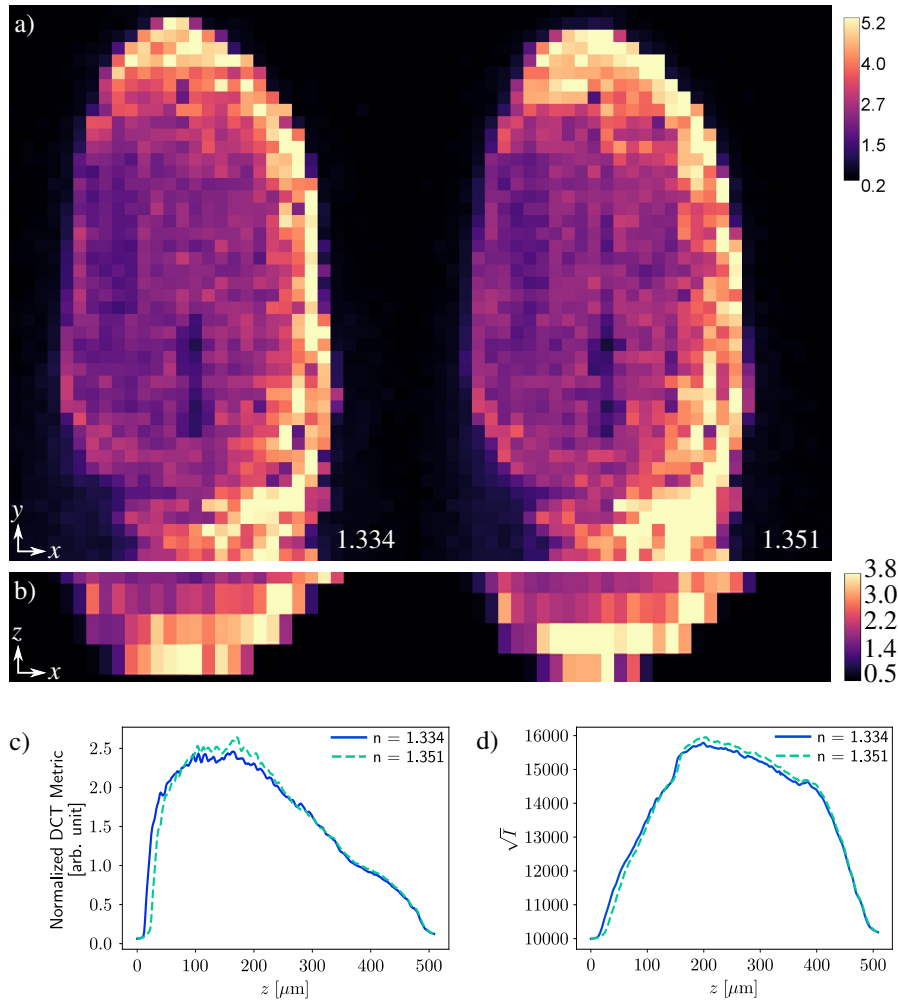 a)
5.2
4.0
2.7
1.5
0.2
y
x
1.334
1.351
b)
z
x
3.8
3.0
2.2
1.4
0.5
c)
n = 1.334
n = 1.351
Normalized DCT Metric
[arb. unit]
2.5
2.0
1.5
1.0
0.5
0.0
0 100 200 300 400 500
z [μm]
d)
n = 1.334
n = 1.351
√I
16000
15000
14000
13000
12000
11000
10000
0 100 200 300 400 500
z [μm]